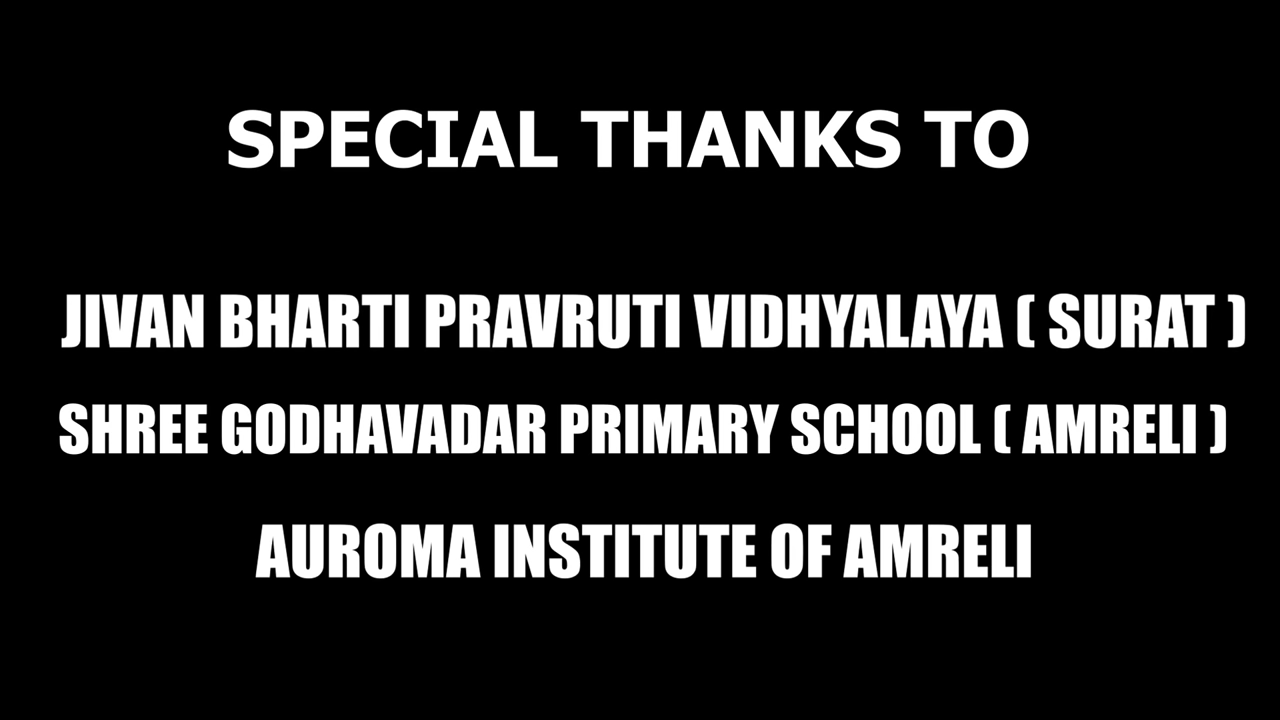 SPECIAL THANKS TO
JIVAN BHARTI PRAVRUTI VIDHYALAYA ( SURAT )
SHREE GODHAVADAR PRIMARY SCHOOL ( AMRELI )
AUROMA INSTITUTE OF AMRELI